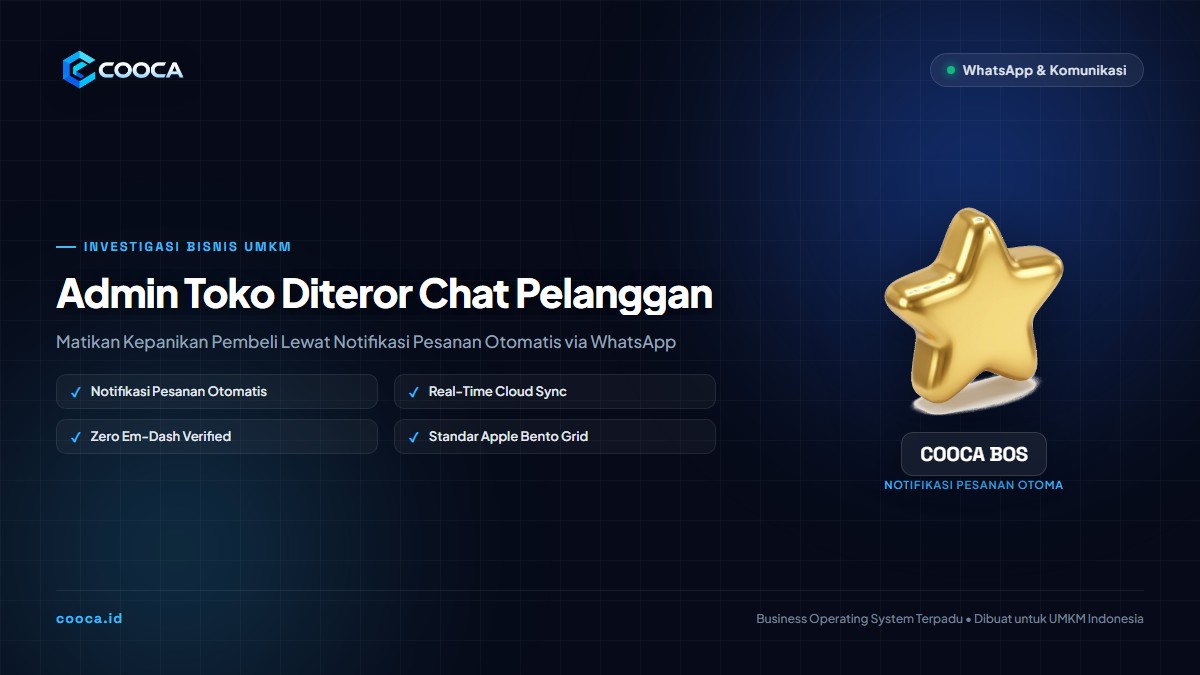 COOCA
WhatsApp & Komunikasi
INVESTIGASI BISNIS UMKM
Admin Toko Diteror Chat Pelanggan
Matikan Kepanikan Pembeli Lewat Notifikasi Pesanan Otomatis via WhatsApp
✓ Notifikasi Pesanan Otomatis
✓ Real-Time Cloud Sync
✓ Zero Em-Dash Verified
✓ Standar Apple Bento Grid
COOCA BOS
NOTIFIKASI PESANAN OTOMA
cooca.id
Business Operating System Terpadu • Dibuat untuk UMKM Indonesia